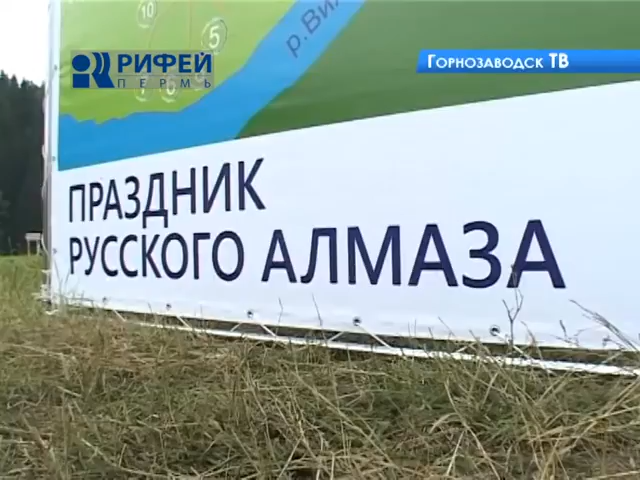 10
5
р. Ви
РИФЕЙ
ПЕРМЬ
ГОРНОЗАВОДСК ТВ
ПРАЗДНИК
РУССКОГО АЛМАЗА